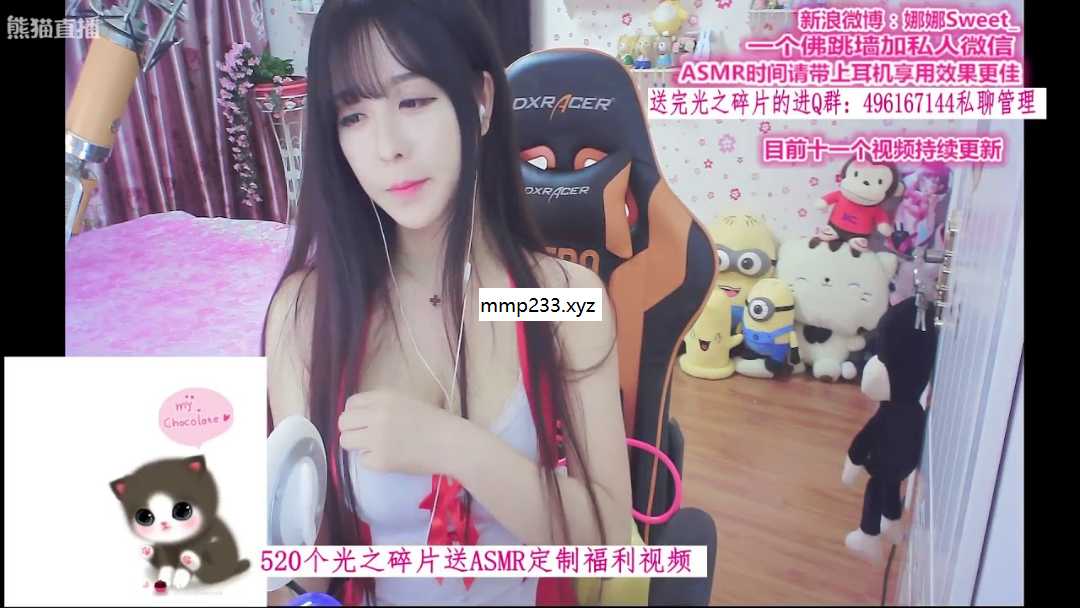 熊猫直播
新浪微博：娜娜Sweet_
一个佛跳墙加私人微信
ASMR时间请带上耳机享用效果更佳
送完光之碎片的进Q群：496167144私聊管理
目前十一个视频持续更新
DXRACER
DXRACER
mmp233.xyz
my
Chocolate
520个光之碎片送ASMR定制福利视频